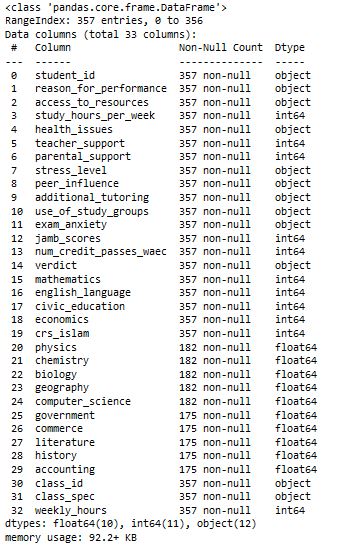 <class 'pandas.core.frame.DataFrame'>
RangeIndex: 357 entries, 0 to 356
Data columns (total 33 columns):
 #   Column                  Non-Null Count  Dtype
---  ------                  --------------  -----
 0   student_id              357 non-null    object
 1   reason_for_performance  357 non-null    object
 2   access_to_resources     357 non-null    object
 3   study_hours_per_week    357 non-null    int64
 4   health_issues           357 non-null    object
 5   teacher_support         357 non-null    int64
 6   parental_support        357 non-null    int64
 7   stress_level            357 non-null    object
 8   peer_influence          357 non-null    object
 9   additional_tutoring     357 non-null    object
 10  use_of_study_groups     357 non-null    object
 11  exam_anxiety            357 non-null    object
 12  jamb_scores             357 non-null    int64
 13  num_credit_passes_waec  357 non-null    int64
 14  verdict                 357 non-null    object
 15  mathematics             357 non-null    int64
 16  english_language        357 non-null    int64
 17  civic_education         357 non-null    int64
 18  economics               357 non-null    int64
 19  crs_islam               357 non-null    int64
 20  physics                 182 non-null    float64
 21  chemistry               182 non-null    float64
 22  biology                 182 non-null    float64
 23  geography               182 non-null    float64
 24  computer_science        182 non-null    float64
 25  government              175 non-null    float64
 26  commerce                175 non-null    float64
 27  literature              175 non-null    float64
 28  history                 175 non-null    float64
 29  accounting              175 non-null    float64
 30  class_id                357 non-null    object
 31  class_spec              357 non-null    object
 32  weekly_hours            357 non-null    int64
dtypes: float64(10), int64(11), object(12)
memory usage: 92.2+ KB